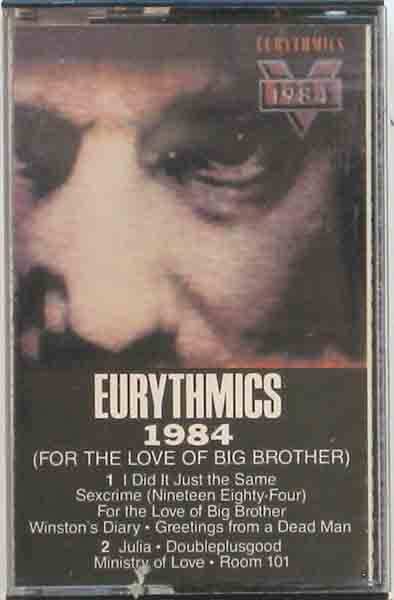 EURYTHMICS
1984
EURYTHMICS
1984
(FOR THE LOVE OF BIG BROTHER)
1 I Did It Just the Same
Sexcrime (Nineteen Eighty-Four)
For the Love of Big Brother
Winston's Diary • Greetings from a Dead Man
2 Julia • Doubleplusgood
Ministry of Love • Room 101